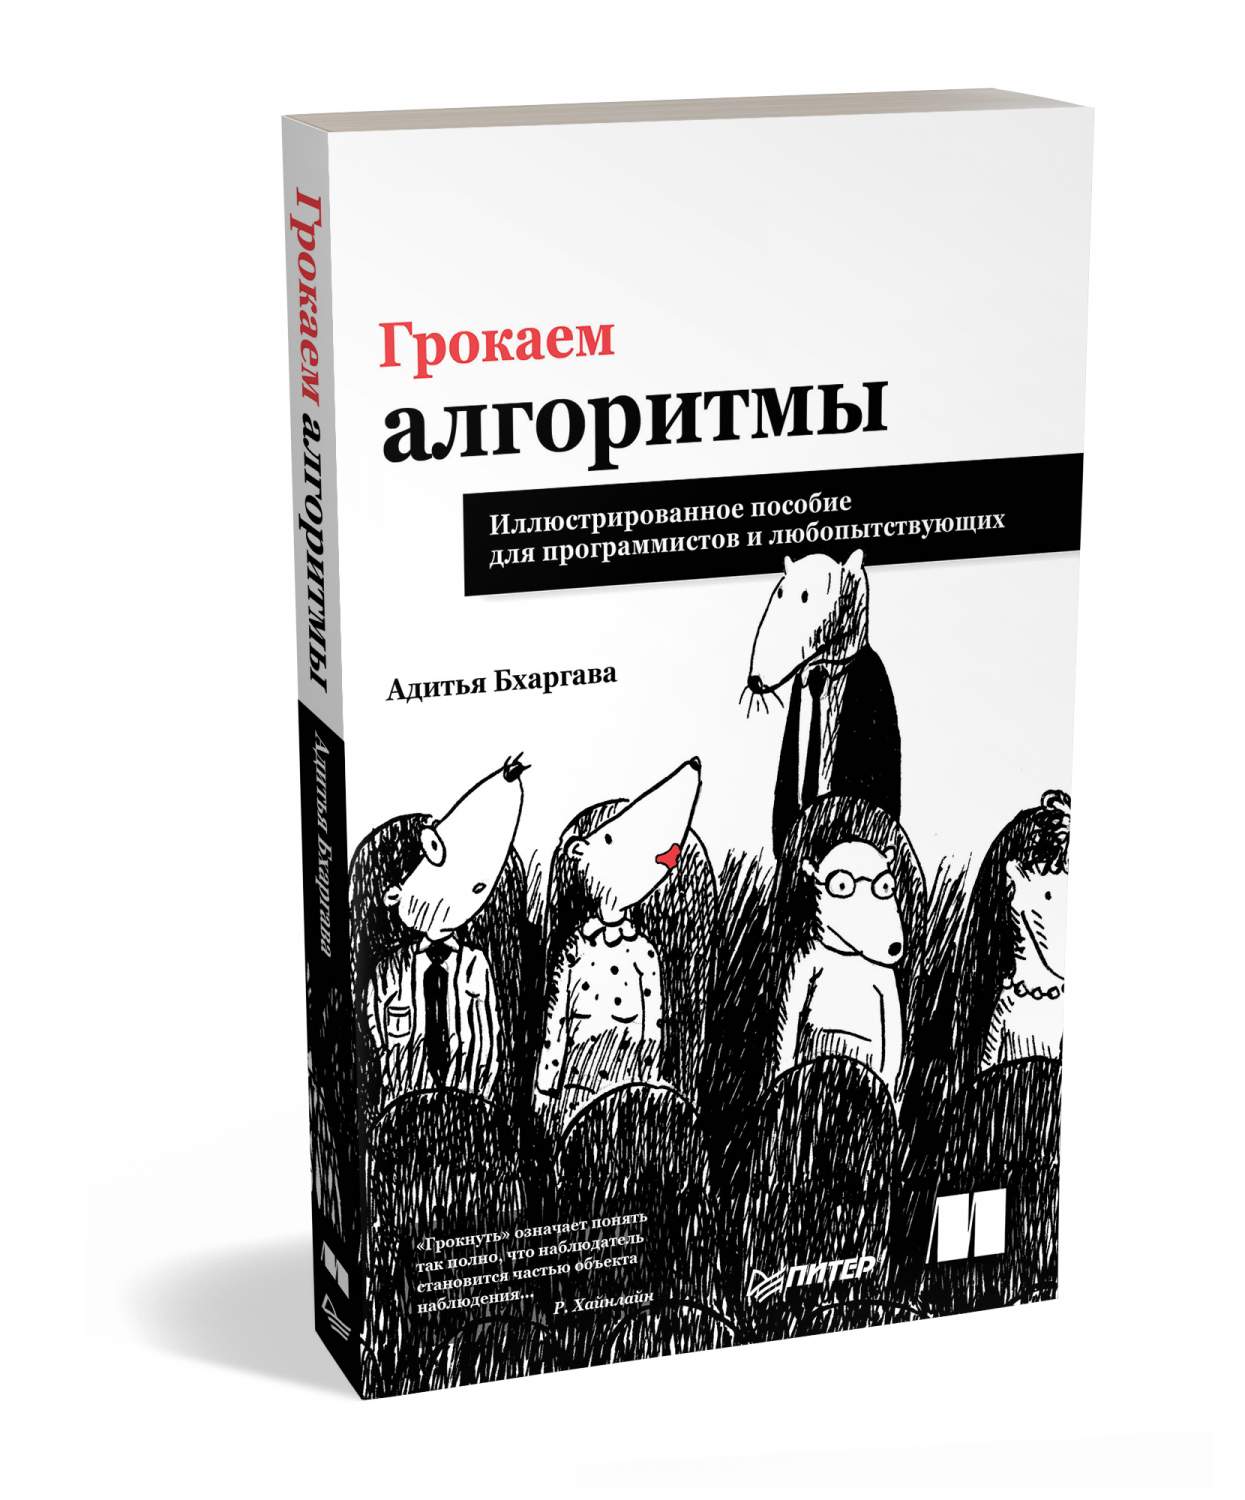 Грокаем
алгоритмы
Иллюстрированное пособие
для программистов и любопытствующих
Адитья Бхаргава
«Грокнуть» означает понять
так полно, что наблюдатель
становится частью объекта
наблюдения...
Р. Хайнлайн
ПИТЕР
Грокаем алгоритмы
Адитья Бхаргава